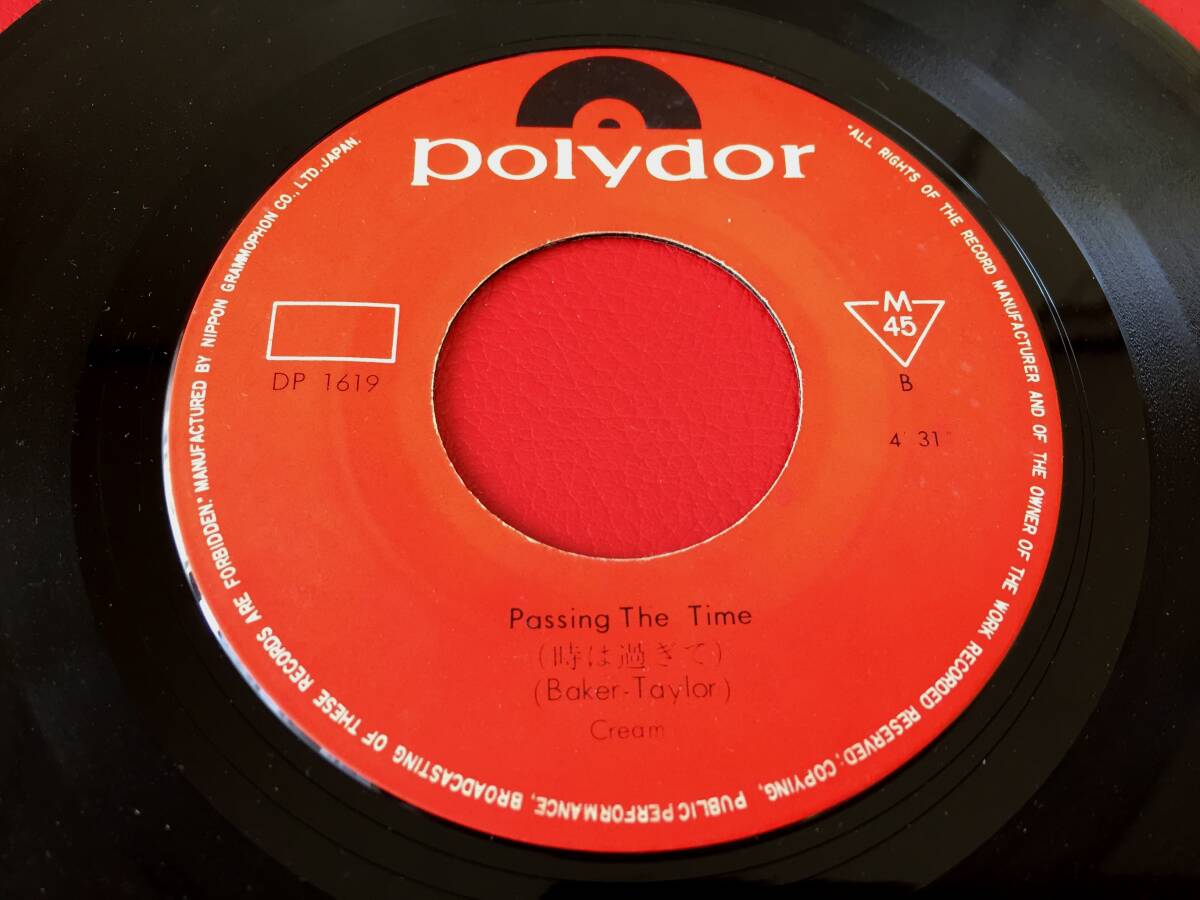 polydor
"ALL RIGHTS OF THE RECORD MANUFACTURER AND OF THE OWNER OF THE WORK RECORDED RESERVED; COPYING, PUBLIC PERFORMANCE, BROADCASTING OF THESE RECORDS ARE FORBIDDEN." MANUFACTURED BY NIPPON GRAMMOPHON CO., LTD. JAPAN.
DP 1619
M
45
B
4' 31"
Passing The Time
(時は過ぎて)
(Baker-Taylor)
Cream